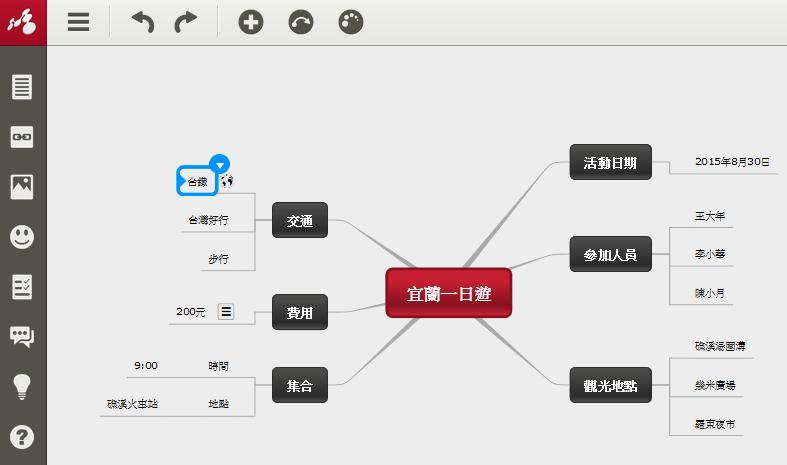 宜蘭一日遊
交通
台鐵
台灣好行
步行
費用
200元
集合
時間
9:00
地點
礁溪火車站
活動日期
2015年8月30日
參加人員
王大年
李小華
陳小月
觀光地點
礁溪湯圍溝
幾米廣場
羅東夜市